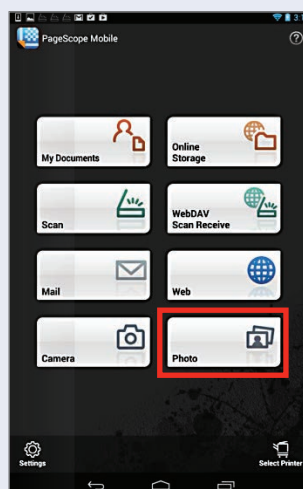 PageScope Mobile
My Documents
Online
Storage
Scan
WebDAV
Scan Receive
Mail
Web
Camera
Photo
Settings
Select Printer